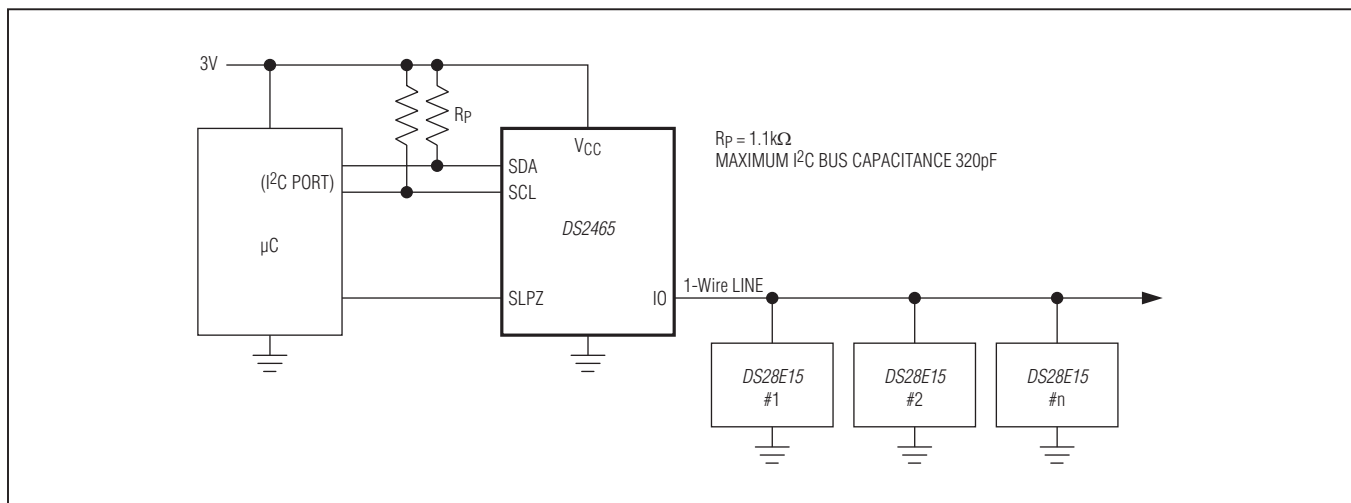 3V
RP
VCC
RP = 1.1kΩ
MAXIMUM I²C BUS CAPACITANCE 320pF
SDA
(I²C PORT)
SCL
DS2465
µC
1-Wire LINE
SLPZ
IO
DS28E15
#1
DS28E15
#2
DS28E15
#n